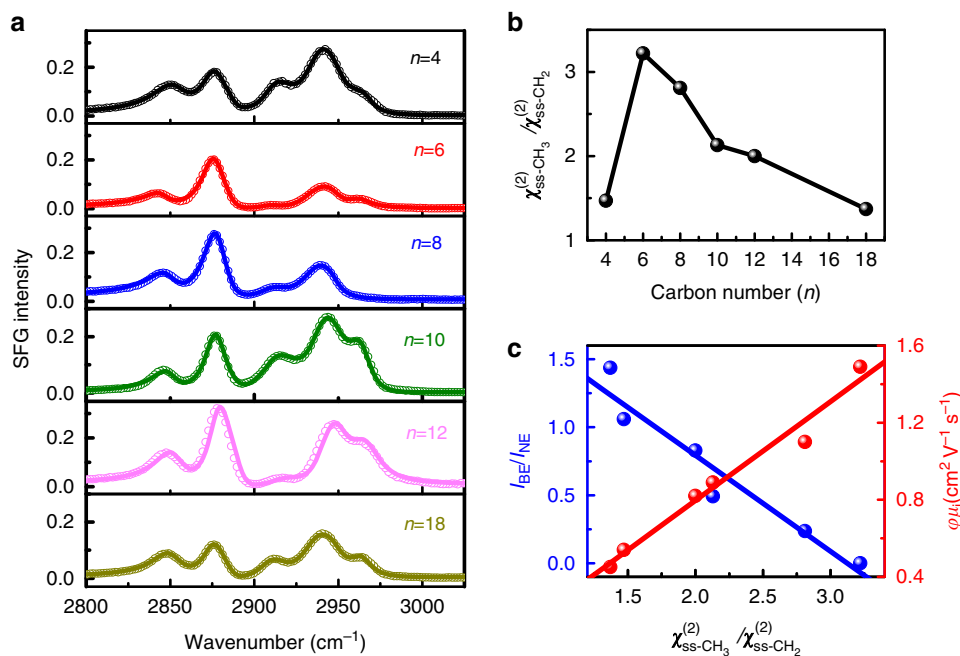 a
SFG intensity
0.2
0.0
n=4
0.2
0.0
n=6
0.2
0.0
n=8
0.2
0.0
n=10
0.2
0.0
n=12
0.2
0.0
n=18
2800 2850 2900 2950 3000
Wavenumber (cm⁻¹)
b
χ⁽²⁾ss-CH₃ /χ⁽²⁾ss-CH₂
3
2
1
4 6 8 10 12 14 16 18
Carbon number (n)
c
I_BE/I_NE
1.5
1.0
0.5
0.0
1.6
1.2
0.8
0.4
φμᵢ(cm² V⁻¹ s⁻¹)
1.5 2.0 2.5 3.0
χ⁽²⁾ss-CH₃ /χ⁽²⁾ss-CH₂